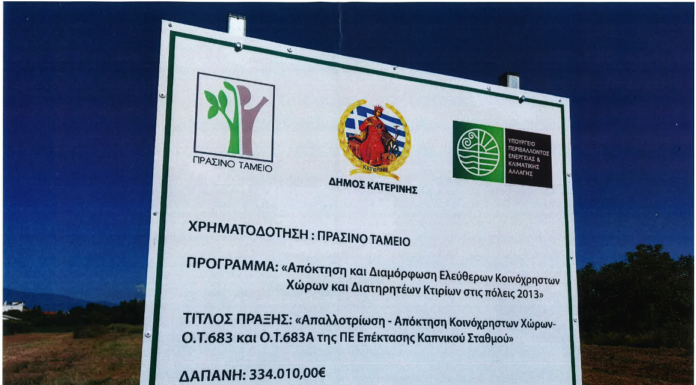 ΠΡΑΣΙΝΟ ΤΑΜΕΙΟ
ΚΑΤΕΡΙΝΗ
ΔΗΜΟΣ ΚΑΤΕΡΙΝΗΣ
ΥΠΟΥΡΓΕΙΟ
ΠΕΡΙΒΑΛΛΟΝΤΟΣ
ΕΝΕΡΓΕΙΑΣ &
ΚΛΙΜΑΤΙΚΗΣ
ΑΛΛΑΓΗΣ
ΧΡΗΜΑΤΟΔΟΤΗΣΗ : ΠΡΑΣΙΝΟ ΤΑΜΕΙΟ
ΠΡΟΓΡΑΜΜΑ: «Απόκτηση και Διαμόρφωση Ελεύθερων Κοινόχρηστων
Χώρων και Διατηρητέων Κτιρίων στις πόλεις 2013»
ΤΙΤΛΟΣ ΠΡΑΞΗΣ: «Απαλλοτρίωση - Απόκτηση Κοινόχρηστων Χώρων-
Ο.Τ.683 και Ο.Τ.683Α της ΠΕ Επέκτασης Καπνικού Σταθμού»
ΔΑΠΑΝΗ: 334.010,00€